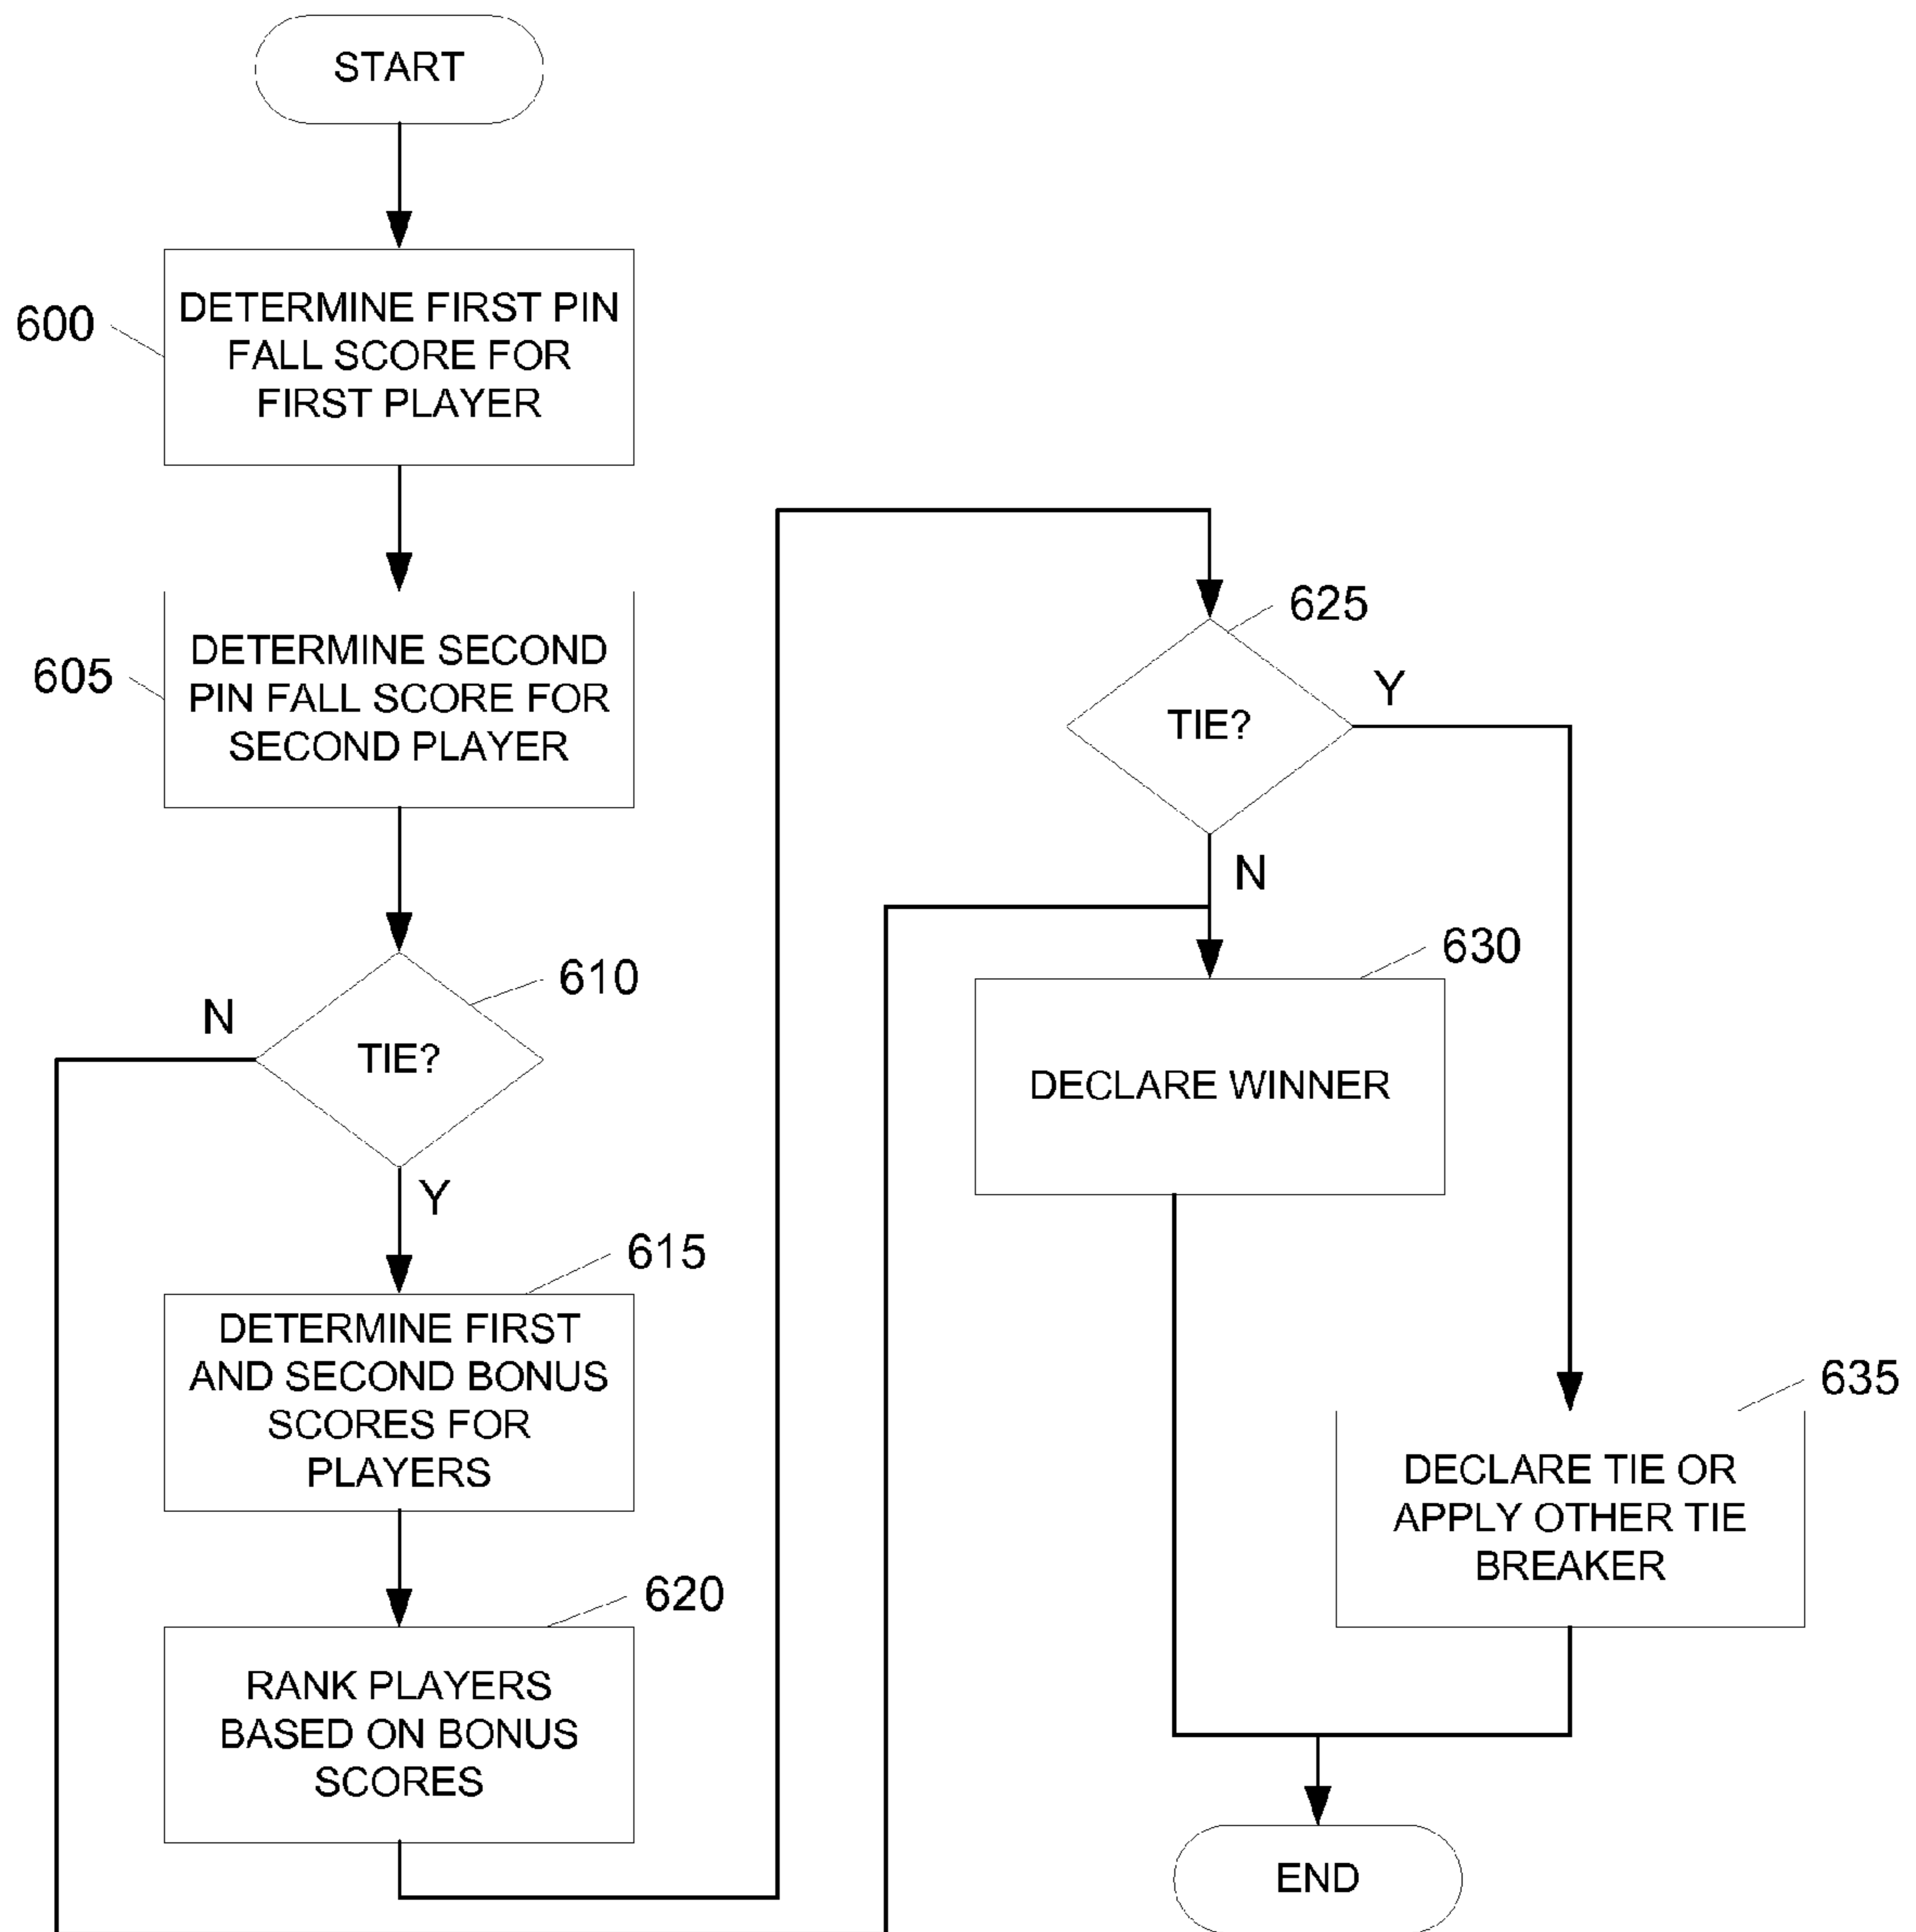 START
600
DETERMINE FIRST PIN
FALL SCORE FOR
FIRST PLAYER
605
DETERMINE SECOND
PIN FALL SCORE FOR
SECOND PLAYER
610
N
TIE?
Y
615
DETERMINE FIRST
AND SECOND BONUS
SCORES FOR
PLAYERS
620
RANK PLAYERS
BASED ON BONUS
SCORES
625
Y
TIE?
N
630
DECLARE WINNER
635
DECLARE TIE OR
APPLY OTHER TIE
BREAKER
END